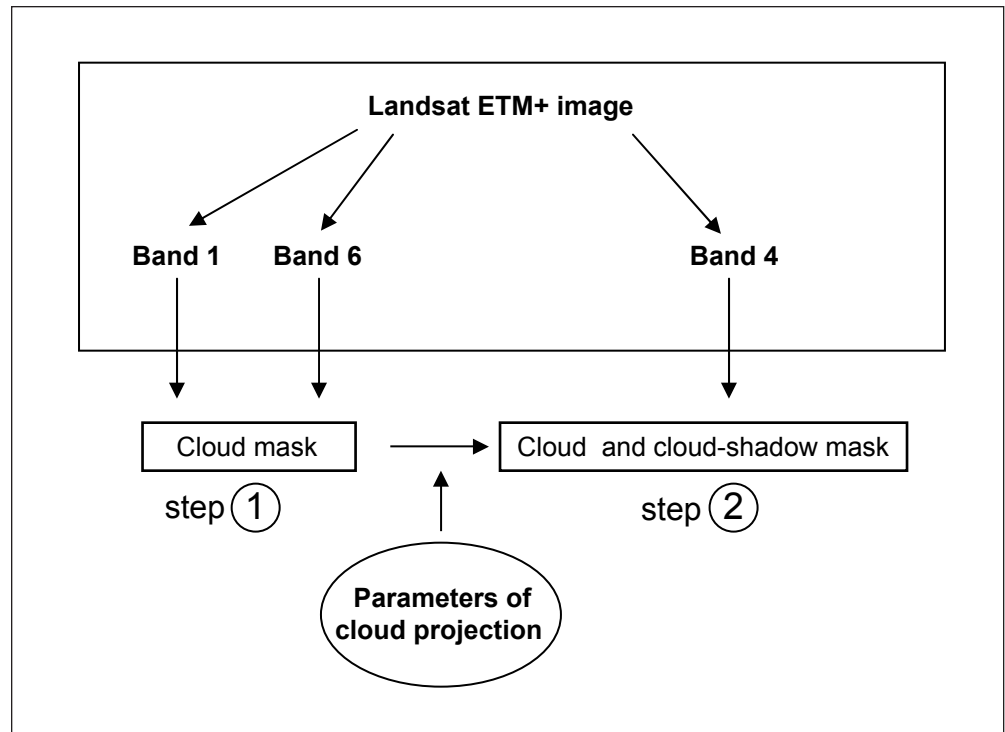 Landsat ETM+ image
Band 1
Band 6
Band 4
Cloud mask
Cloud and cloud-shadow mask
step 1
step 2
Parameters of
cloud projection